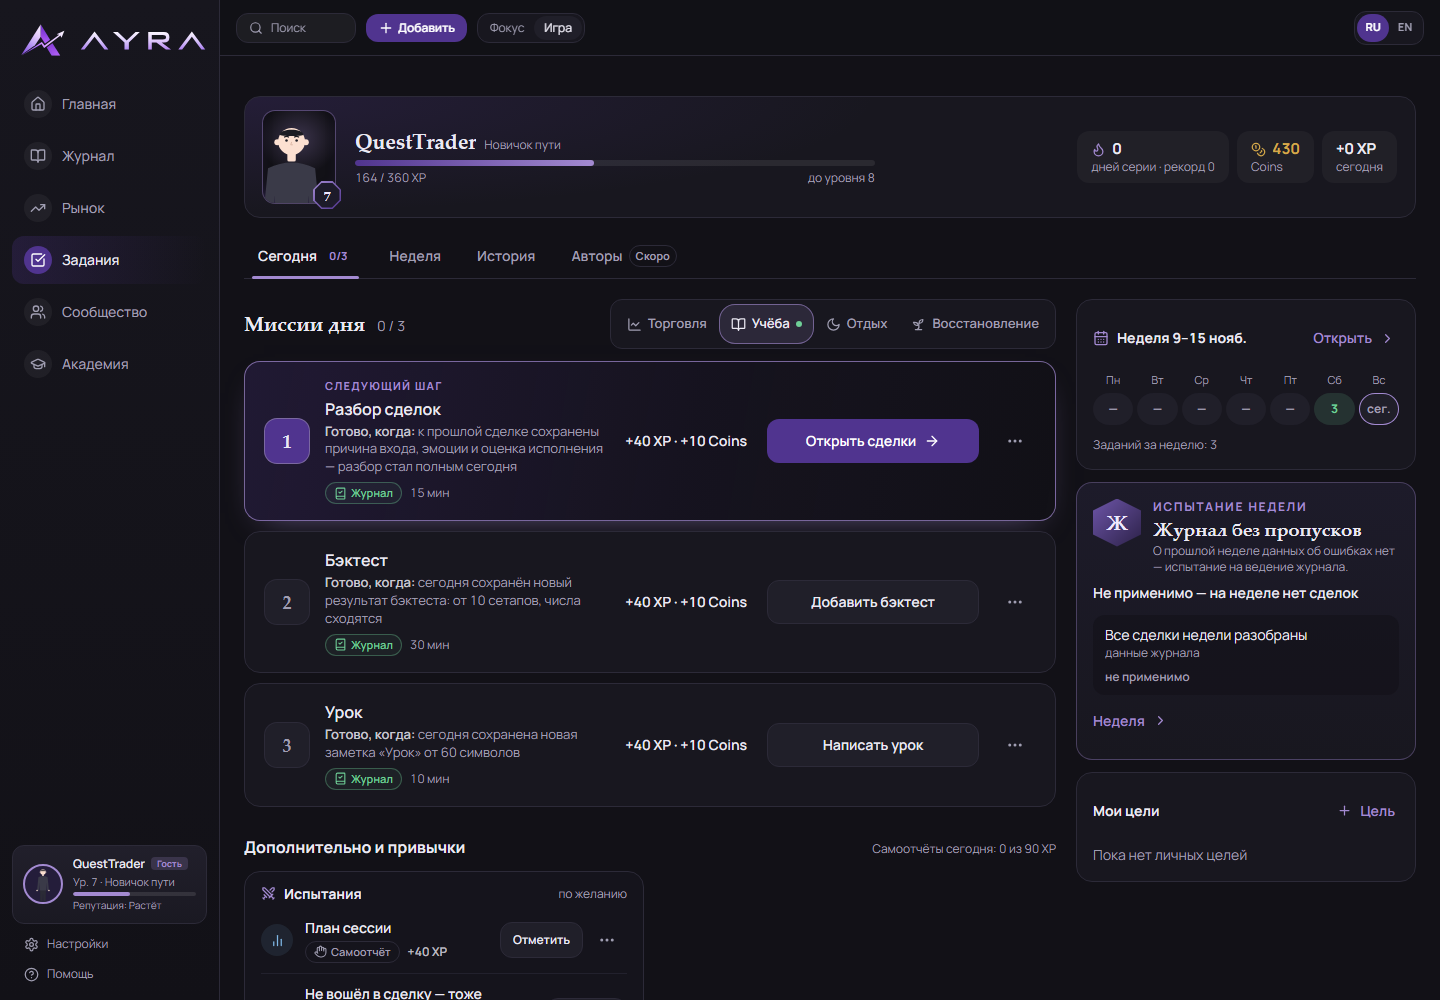 AYRA
Поиск
Добавить
Фокус
Игра
RU
EN
Главная
Журнал
Рынок
Задания
Сообщество
Академия
QuestTrader Новичок пути
164 / 360 XP
до уровня 8
7
0
дней серии · рекорд 0
430
Coins
+0 XP
сегодня
Сегодня 0/3
Неделя
История
Авторы Скоро
Миссии дня 0 / 3
Торговля
Учёба
Отдых
Восстановление
СЛЕДУЮЩИЙ ШАГ
1
Разбор сделок
Готово, когда: к прошлой сделке сохранены
причина входа, эмоции и оценка исполнения
— разбор стал полным сегодня
Журнал 15 мин
+40 XP · +10 Coins
Открыть сделки
2
Бэктест
Готово, когда: сегодня сохранён новый
результат бэктеста: от 10 сетапов, числа
сходятся
Журнал 30 мин
+40 XP · +10 Coins
Добавить бэктест
3
Урок
Готово, когда: сегодня сохранена новая
заметка «Урок» от 60 символов
Журнал 10 мин
+40 XP · +10 Coins
Написать урок
Дополнительно и привычки
Самоотчёты сегодня: 0 из 90 XP
Испытания
по желанию
План сессии
Самоотчёт +40 XP
Отметить
Не вошёл в сделку — тоже
Неделя 9–15 нояб.
Открыть
Пн Вт Ср Чт Пт Сб Вс
– – – – – 3 сег.
Заданий за неделю: 3
Ж
ИСПЫТАНИЕ НЕДЕЛИ
Журнал без пропусков
О прошлой неделе данных об ошибках нет
— испытание на ведение журнала.
Не применимо — на неделе нет сделок
Все сделки недели разобраны
данные журнала
не применимо
Неделя
Мои цели
Цель
Пока нет личных целей
QuestTrader Гость
Ур. 7 · Новичок пути
Репутация: Растёт
Настройки
Помощь